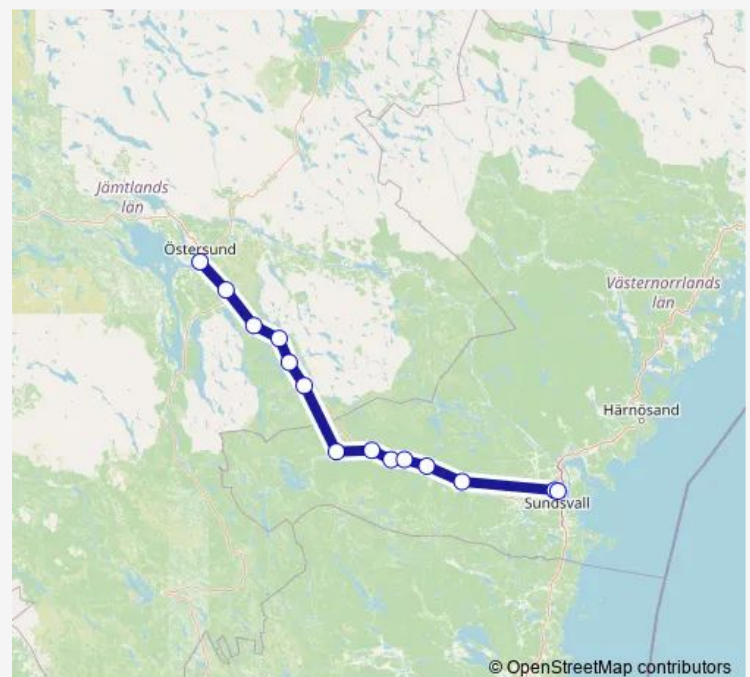 Jämtlands
län
Östersund
Västernorrlands
län
Härnösand
Sundsvall
© OpenStreetMap contributors